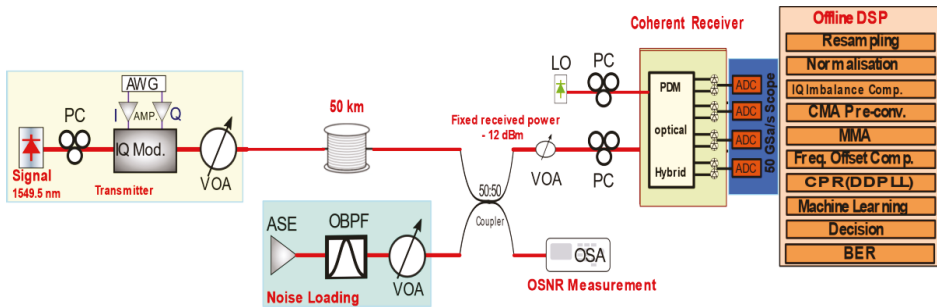 AWG
I
AMP.
Q
PC
IQ Mod.
VOA
Signal
1549.5 nm
Transmitter
50 km
ASE
OBPF
VOA
Noise Loading
50:50
Coupler
Fixed received power
- 12 dBm
VOA
LO
PC
PC
OSA
OSNR Measurement
Coherent Receiver
PDM
optical
Hybrid
ADC
ADC
ADC
ADC
50 GSa/s Scope
Offline DSP
Resampling
Normalisation
IQ Imbalance Comp.
CMA Pre-conv.
MMA
Freq. Offset Comp.
CPR(DDPLL)
Machine Learning
Decision
BER